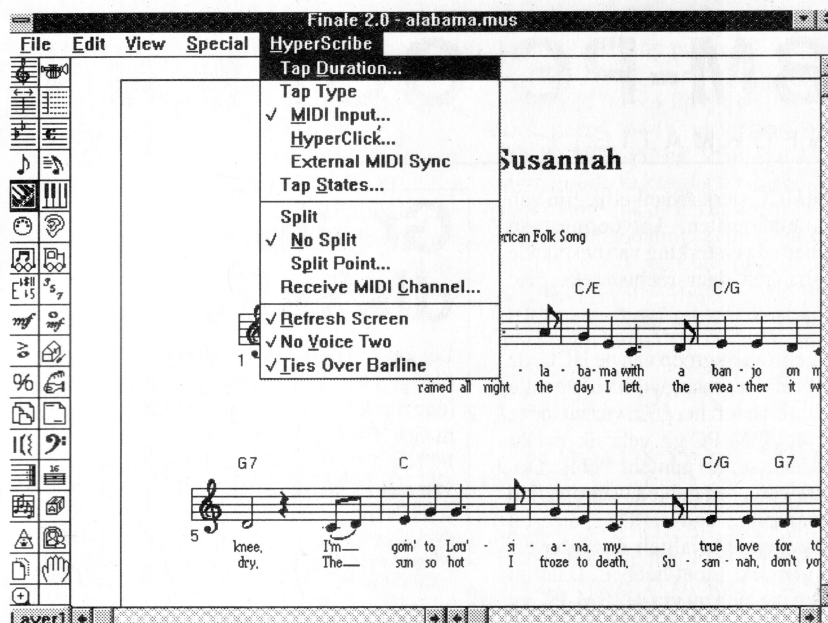 Finale 2.0 - alabama.mus
File Edit View Special HyperScribe
Tap Duration...
Tap Type
✓ MIDI Input...
HyperClick...
External MIDI Sync
Tap States...
Split
✓ No Split
Split Point...
Receive MIDI Channel...
✓ Refresh Screen
✓ No Voice Two
✓ Ties Over Barline
Susannah
erican Folk Song
C/E C/G
1
la - ba - ma with a ban - jo on m
rained all night the day I left, the wea - ther it w
G7 C C/G G7
5
knee, I'm goin' to Lou' - si - a - na, my true love for to
dry, The sun so hot I froze to death, Su - san - nah, don't yo
Layer1